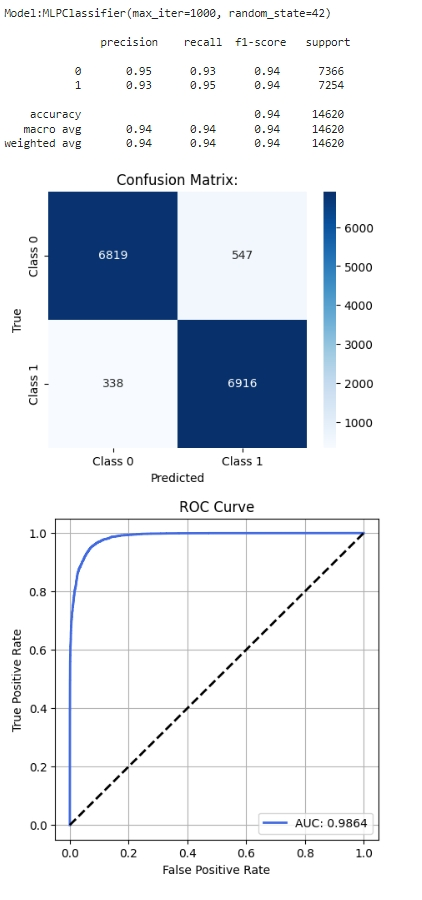 Model:MLPClassifier(max_iter=1000, random_state=42)
precision recall f1-score support
0 0.95 0.93 0.94 7366
1 0.93 0.95 0.94 7254
accuracy 0.94 14620
macro avg 0.94 0.94 0.94 14620
weighted avg 0.94 0.94 0.94 14620
Confusion Matrix:
True
Class 0
6819 547
Class 1
338 6916
Class 0 Class 1
Predicted
6000
5000
4000
3000
2000
1000
ROC Curve
True Positive Rate
1.0
0.8
0.6
0.4
0.2
0.0
AUC: 0.9864
0.0 0.2 0.4 0.6 0.8 1.0
False Positive Rate